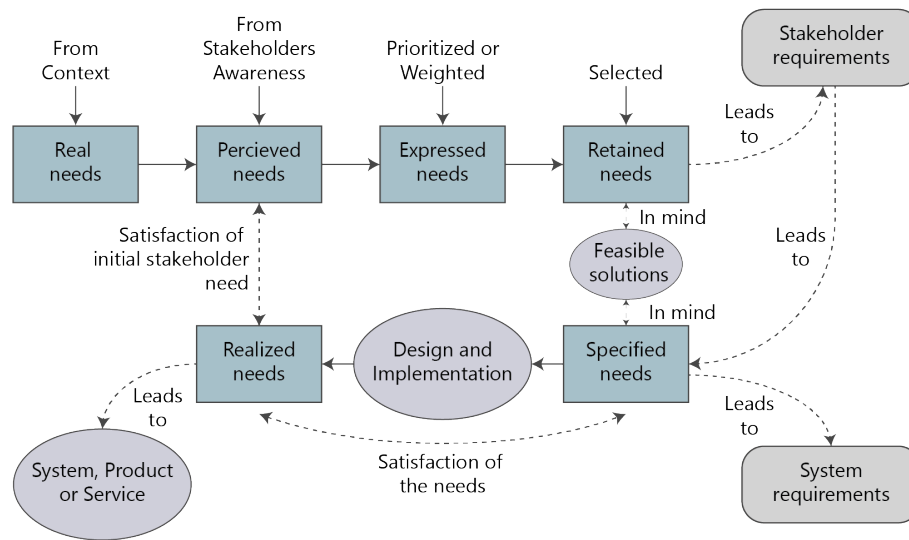 From
Context
From
Stakeholders
Awareness
Prioritized or
Weighted
Selected
Stakeholder
requirements
Real
needs
Percieved
needs
Expressed
needs
Retained
needs
Leads
to
Satisfaction of
initial stakeholder
need
In mind
Feasible
solutions
In mind
Leads
to
Realized
needs
Design and
Implementation
Specified
needs
Leads
to
Leads
to
System, Product
or Service
Satisfaction of
the needs
System
requirements